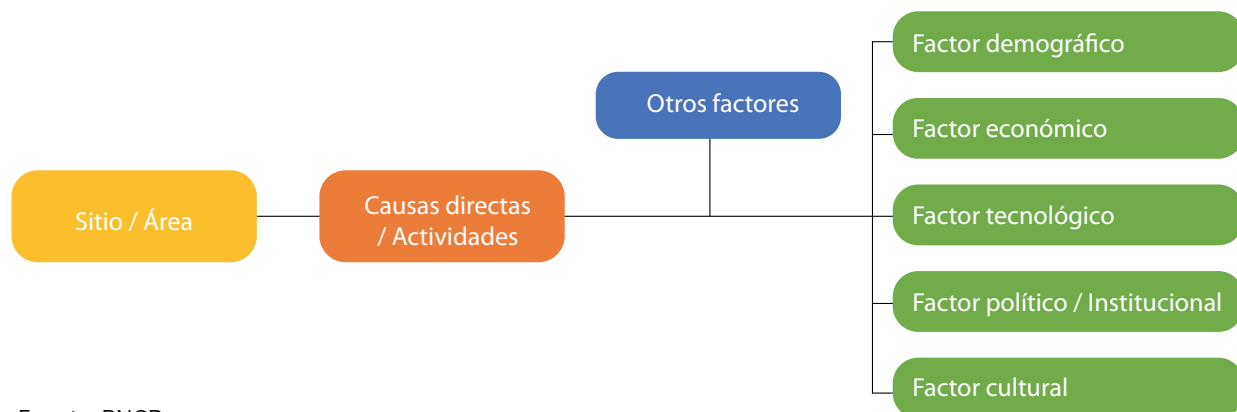 Factor demográfico
Otros factores
Factor económico
Sitio / Área
Causas directas
/ Actividades
Factor tecnológico
Factor político / Institucional
Factor cultural